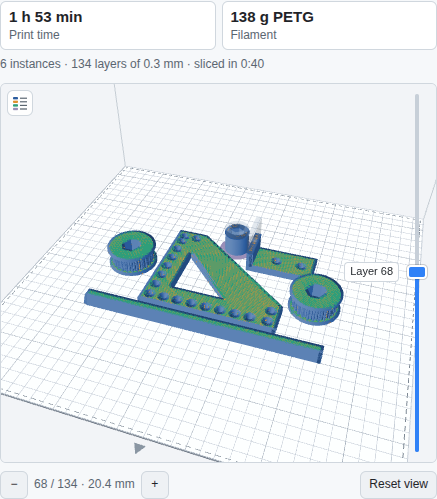 1 h 53 min
Print time
138 g PETG
Filament
6 instances · 134 layers of 0.3 mm · sliced in 0:40
Layer 68
− 68 / 134 · 20.4 mm + Reset view